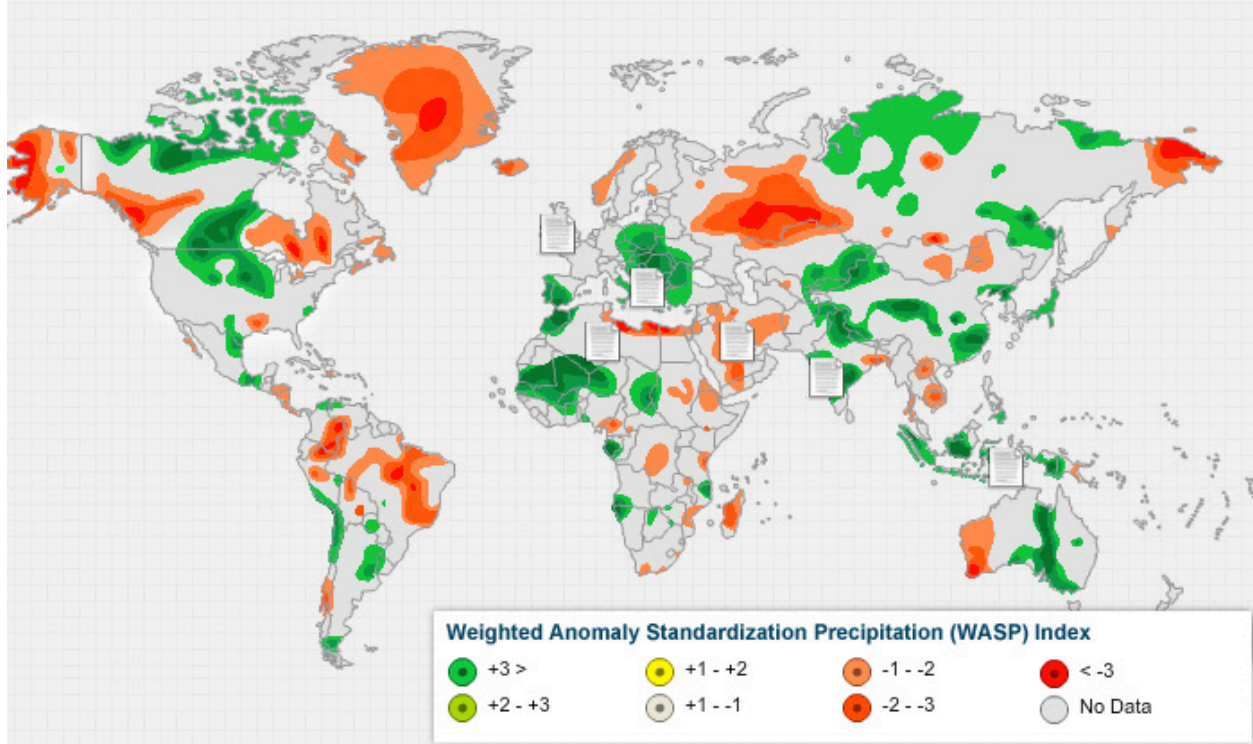 Weighted Anomaly Standardization Precipitation (WASP) Index
+3 > +1 - +2 -1 - -2 < -3
+2 - +3 +1 - -1 -2 - -3 No Data